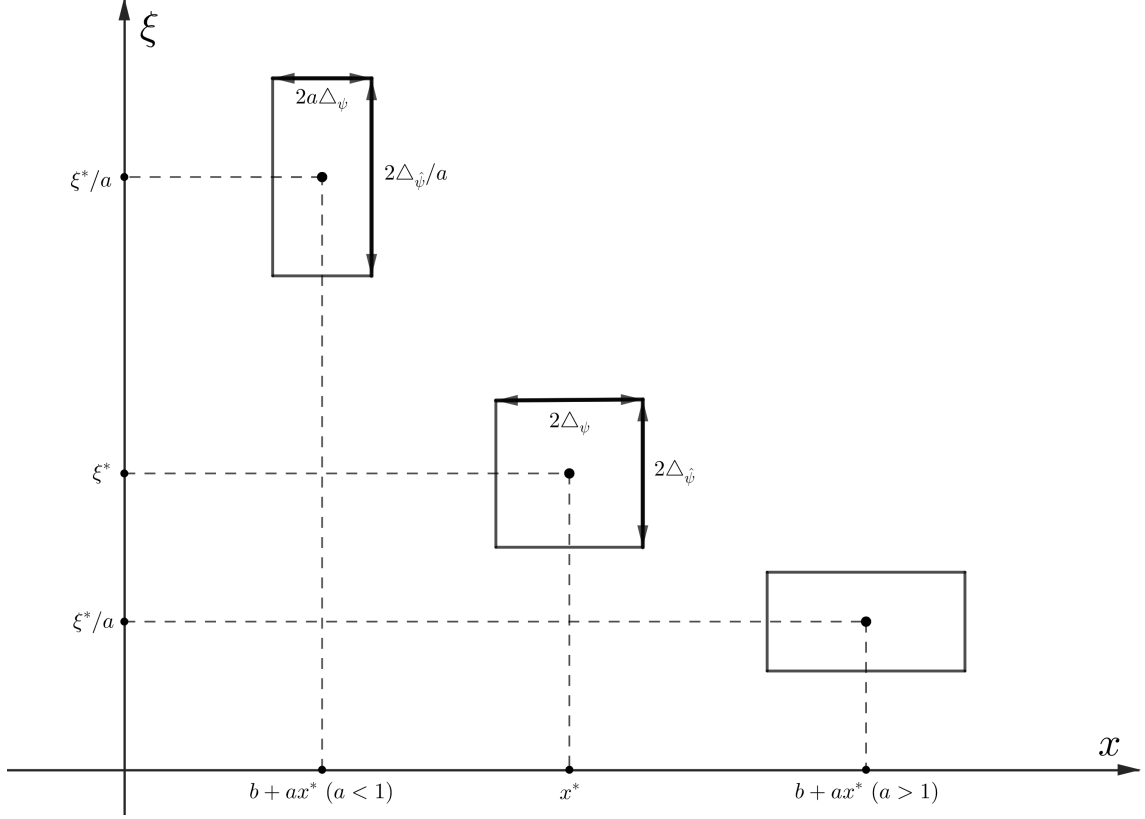 ξ
2a△_ψ
ξ*/a
2△_ψ̂/a
2△_ψ
ξ*
2△_ψ̂
ξ*/a
x
b + ax* (a < 1)
x*
b + ax* (a > 1)